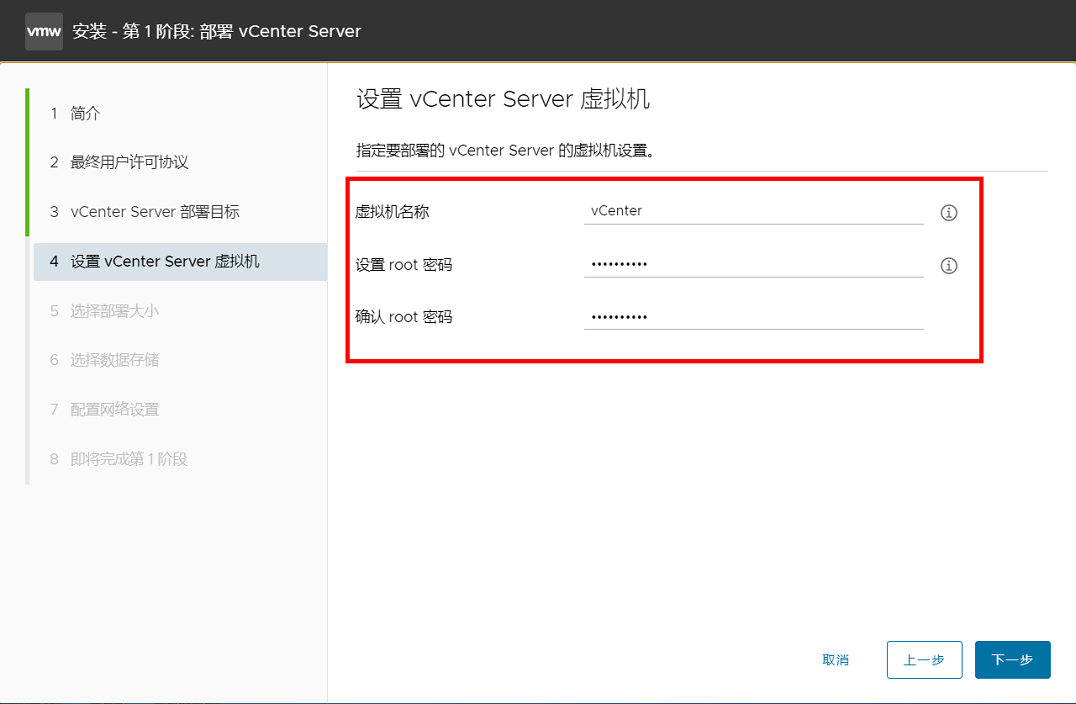 vmw 安装 - 第 1 阶段: 部署 vCenter Server
1 简介
2 最终用户许可协议
3 vCenter Server 部署目标
4 设置 vCenter Server 虚拟机
5 选择部署大小
6 选择数据存储
7 配置网络设置
8 即将完成第 1 阶段
设置 vCenter Server 虚拟机
指定要部署的 vCenter Server 的虚拟机设置。
虚拟机名称 vCenter
设置 root 密码 ••••••••••
确认 root 密码 ••••••••••
取消 上一步 下一步